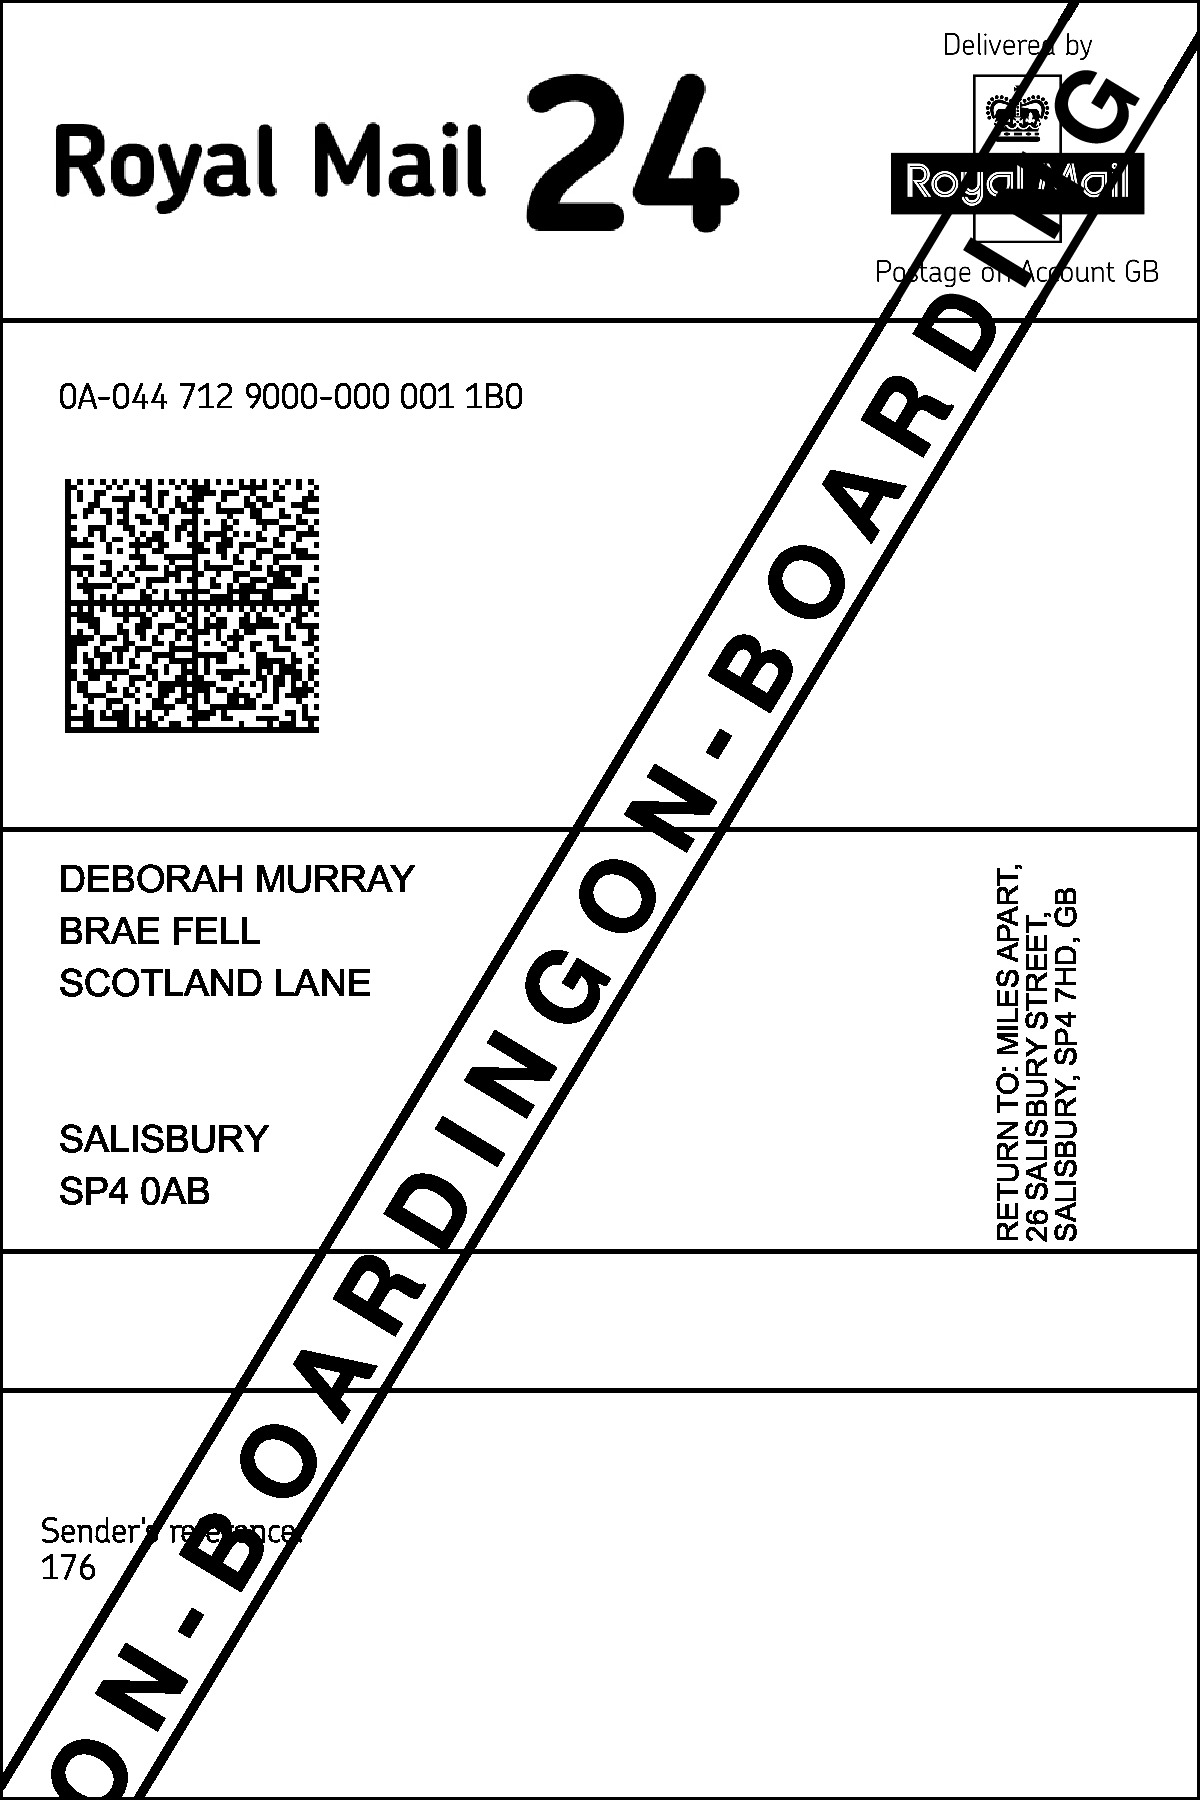 Royal Mail 24
Delivered by
Royal Mail
Postage on Account GB
0A-044 712 9000-000 001 1B0
DEBORAH MURRAY
BRAE FELL
SCOTLAND LANE
SALISBURY
SP4 0AB
RETURN TO: MILES APART,
26 SALISBURY STREET,
SALISBURY, SP4 7HD, GB
Sender's reference:
176
ON-BOARDINGON-BOARDING